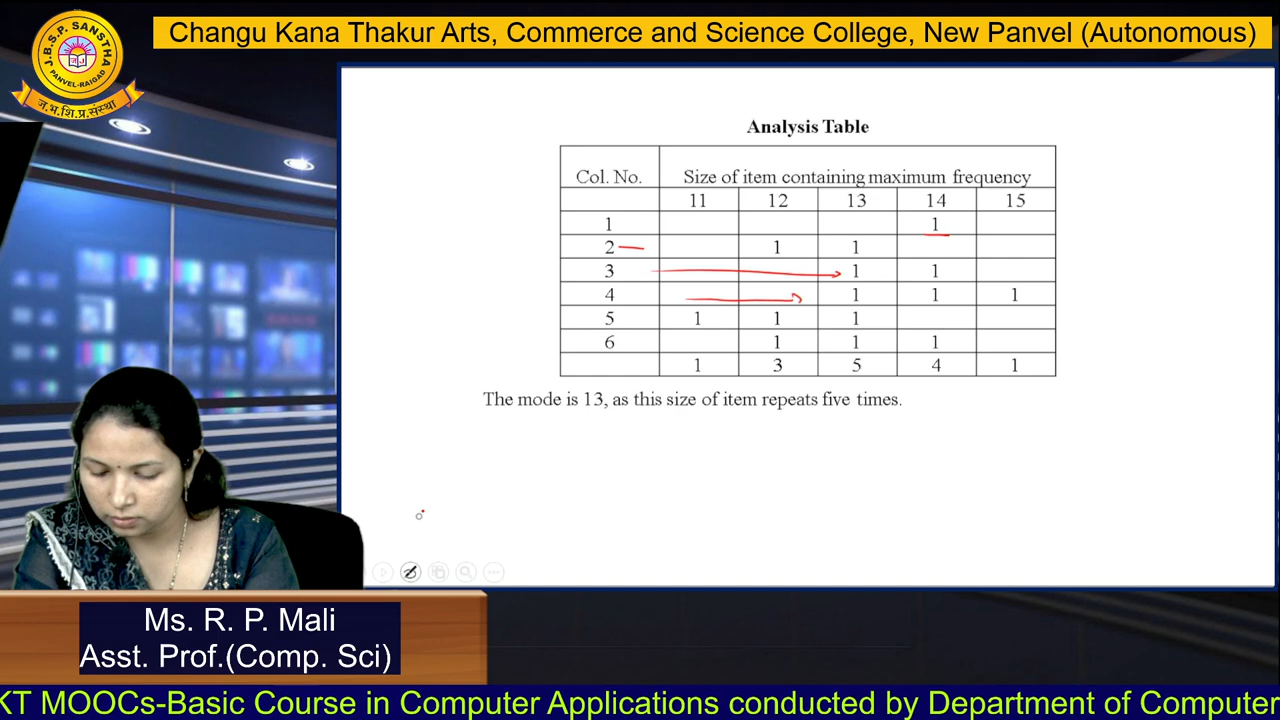 Changu Kana Thakur Arts, Commerce and Science College, New Panvel (Autonomous)
J.B.S.P. SANSTHA
PANVEL-RAIGAD
ज.भ.शि.प्र.संस्था
Analysis Table
Col. No. Size of item containing maximum frequency
11 12 13 14 15
1 1
2 1 1
3 1 1
4 1 1 1
5 1 1 1
6 1 1 1
1 3 5 4 1
The mode is 13, as this size of item repeats five times.
Ms. R. P. Mali
Asst. Prof.(Comp. Sci)
KT MOOCs-Basic Course in Computer Applications conducted by Department of Computer